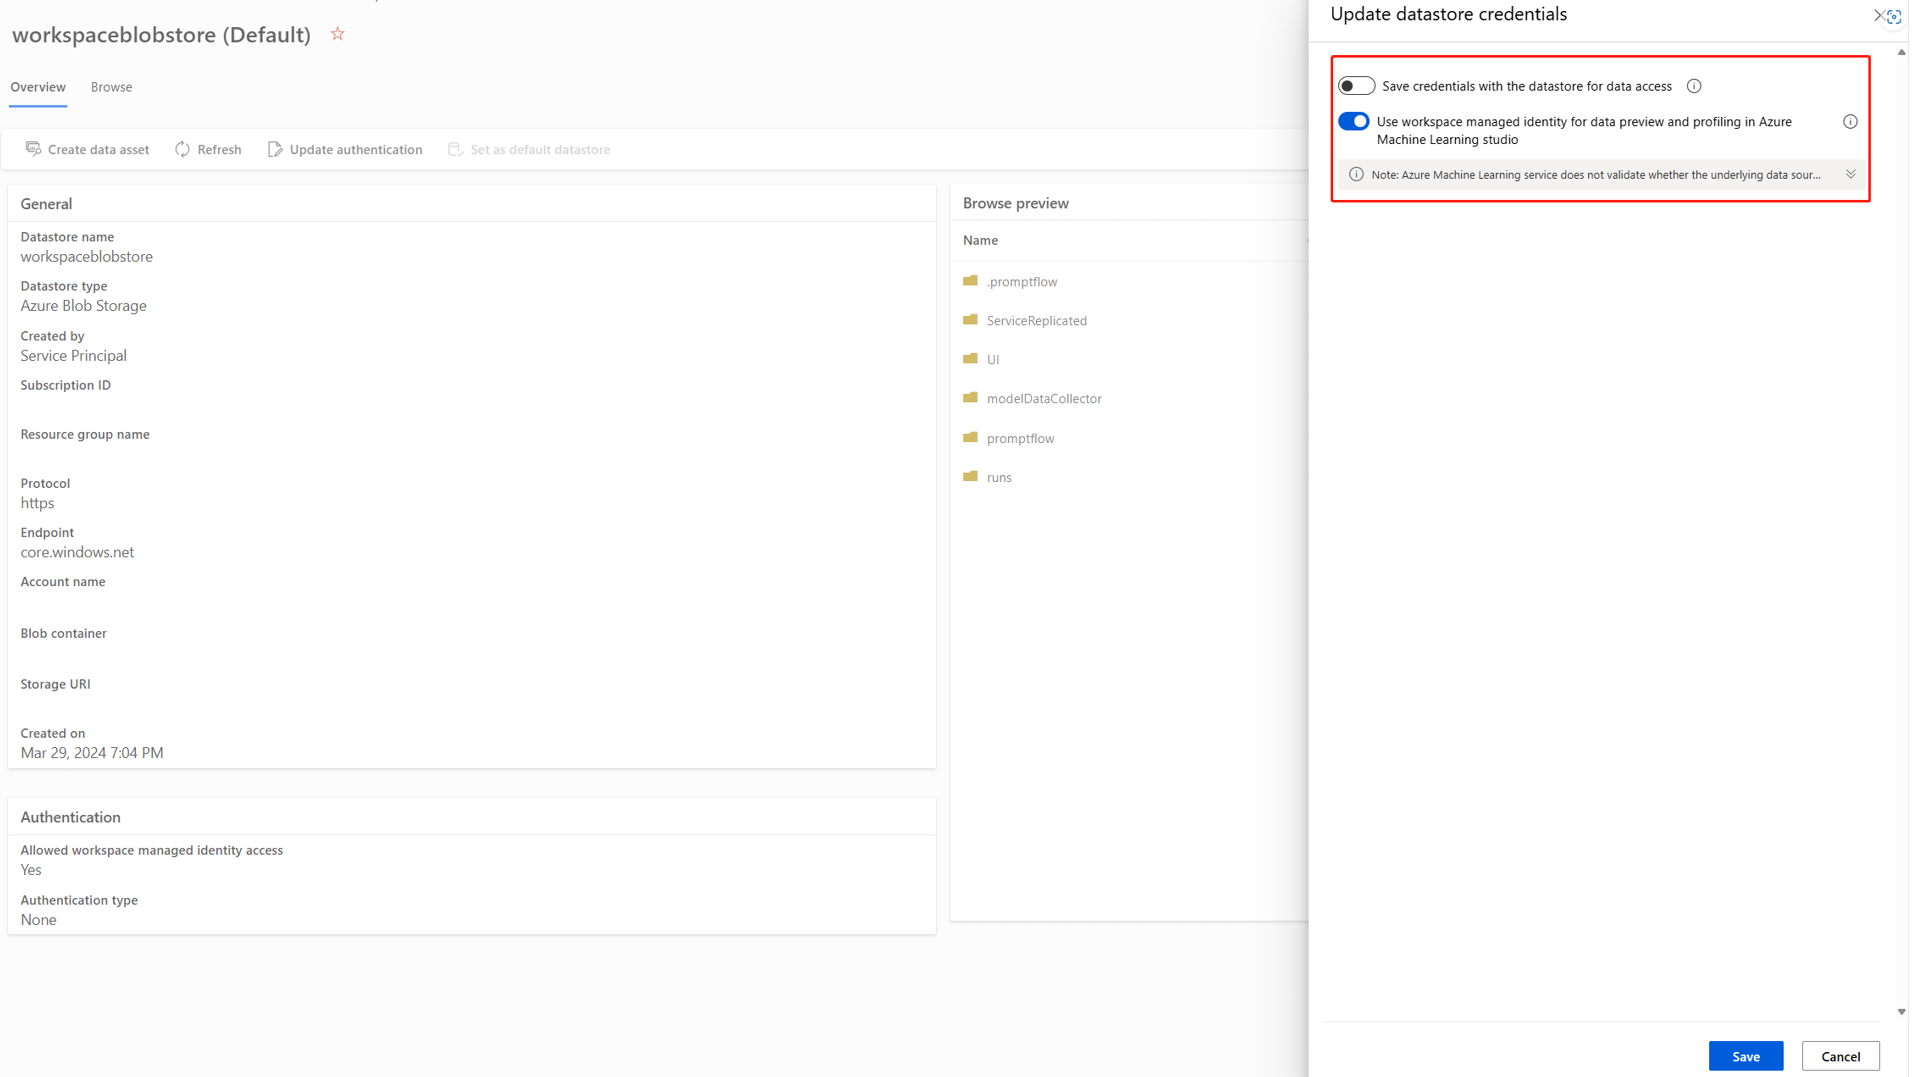 workspaceblobstore (Default)
Overview
Browse
Create data asset
Refresh
Update authentication
Set as default datastore
General
Datastore name
workspaceblobstore
Datastore type
Azure Blob Storage
Created by
Service Principal
Subscription ID
Resource group name
Protocol
https
Endpoint
core.windows.net
Account name
Blob container
Storage URI
Created on
Mar 29, 2024 7:04 PM
Authentication
Allowed workspace managed identity access
Yes
Authentication type
None
Browse preview
Name
.promptflow
ServiceReplicated
UI
modelDataCollector
promptflow
runs
Update datastore credentials
Save credentials with the datastore for data access
Use workspace managed identity for data preview and profiling in Azure
Machine Learning studio
Note: Azure Machine Learning service does not validate whether the underlying data sour...
Save
Cancel